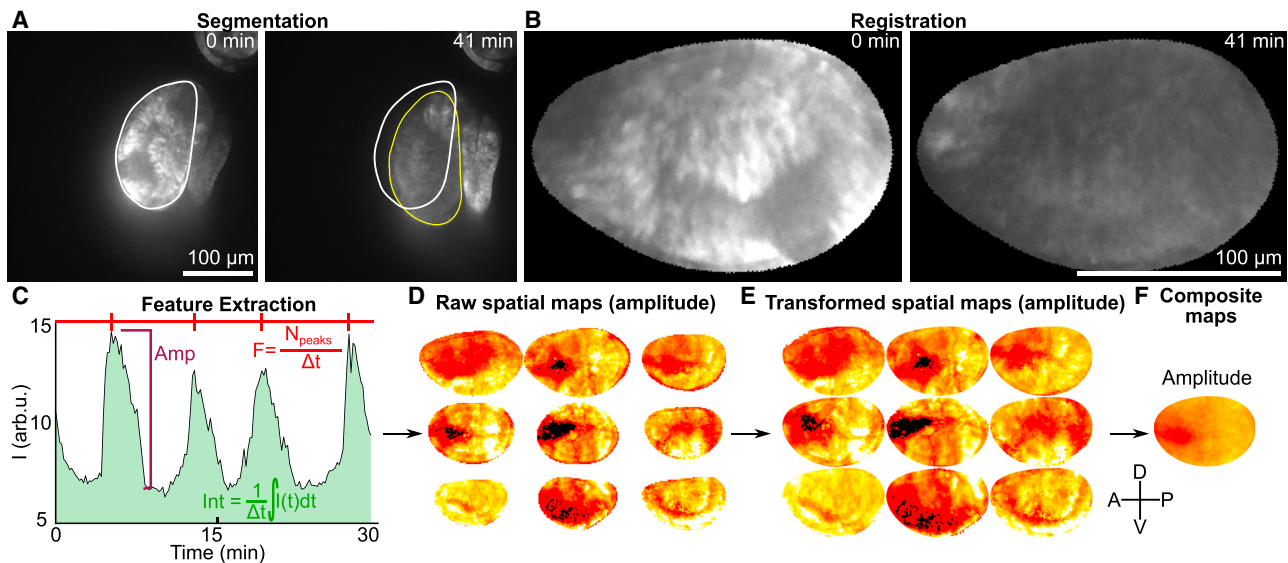 A Segmentation
0 min
41 min
100 µm
B Registration
0 min
41 min
100 µm
C Feature Extraction
15
10
5
I (arb.u.)
Amp
F= N peaks / Δt
Int = 1/Δt ∫I(t)dt
0 15 30
Time (min)
D Raw spatial maps (amplitude)
E Transformed spatial maps (amplitude)
F Composite
maps
Amplitude
D
A P
V